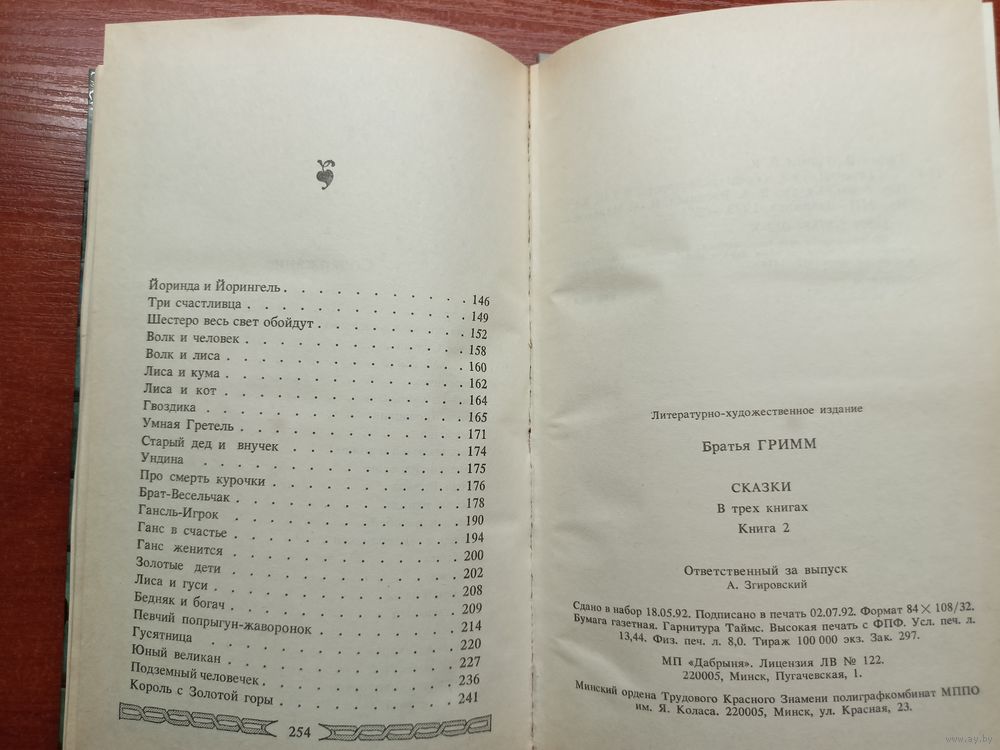 Йоринда и Йорингель . . . . . . . . . . 146
Три счастливца . . . . . . . . . . . 149
Шестеро весь свет обойдут . . . . . . . . 152
Волк и человек . . . . . . . . . . . 158
Волк и лиса . . . . . . . . . . . . 160
Лиса и кума . . . . . . . . . . . . 162
Лиса и кот . . . . . . . . . . . . 164
Гвоздика . . . . . . . . . . . . . 165
Умная Гретель . . . . . . . . . . . 171
Старый дед и внучек . . . . . . . . . 174
Ундина . . . . . . . . . . . . . 175
Про смерть курочки . . . . . . . . . . 176
Брат-Весельчак . . . . . . . . . . . 178
Гансль-Игрок . . . . . . . . . . . . 190
Ганс в счастье . . . . . . . . . . . 194
Ганс женится . . . . . . . . . . . . 200
Золотые дети . . . . . . . . . . . . 202
Лиса и гуси . . . . . . . . . . . . 208
Бедняк и богач . . . . . . . . . . . 209
Певчий попрыгун-жаворонок . . . . . . . 214
Гусятница . . . . . . . . . . . . . 220
Юный великан . . . . . . . . . . . . 227
Подземный человечек . . . . . . . . . . 236
Король с Золотой горы . . . . . . . . . 241
254
Литературно-художественное издание
Братья ГРИММ
СКАЗКИ
В трех книгах
Книга 2
Ответственный за выпуск
А. Згировский
Сдано в набор 18.05.92. Подписано в печать 02.07.92. Формат 84×108/32.
Бумага газетная. Гарнитура Таймс. Высокая печать с ФПФ. Усл. печ. л.
13,44. Физ. печ. л. 8,0. Тираж 100 000 экз. Зак. 297.
МП «Дабрыня». Лицензия ЛВ № 122.
220005, Минск, Пугачевская, 1.
Минский ордена Трудового Красного Знамени полиграфкомбинат МППО
им. Я. Коласа. 220005, Минск, ул. Красная, 23.
www.ay.by